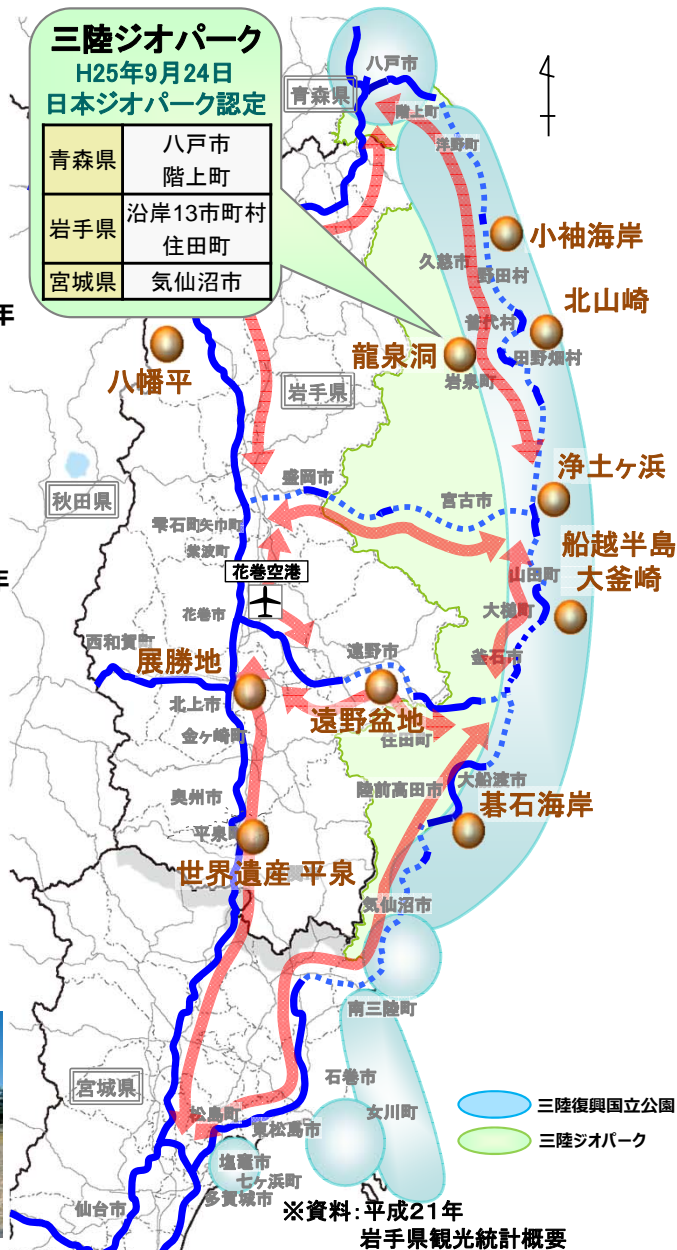 三陸ジオパーク
H25年9月24日
日本ジオパーク認定
青森県
八戸市
階上町
岩手県
沿岸13市町村
住田町
宮城県
気仙沼市
八戸市
青森県
階上町
洋野町
小袖海岸
久慈市
野田村
北山崎
普代村
年
龍泉洞
田野畑村
八幡平
岩泉町
岩手県
浄土ヶ浜
盛岡市
秋田県
宮古市
雫石町
矢巾町
船越半島
大釜崎
紫波町
花巻空港
山田町
花巻市
大槌町
西和賀町
遠野市
釜石市
展勝地
北上市
遠野盆地
金ヶ崎町
住田町
大船渡市
陸前高田市
奥州市
碁石海岸
平泉町
世界遺産 平泉
気仙沼市
南三陸町
宮城県
石巻市
女川町
三陸復興国立公園
松島町
東松島市
三陸ジオパーク
塩竈市
七ヶ浜町
多賀城市
仙台市
※資料:平成21年
岩手県観光統計概要